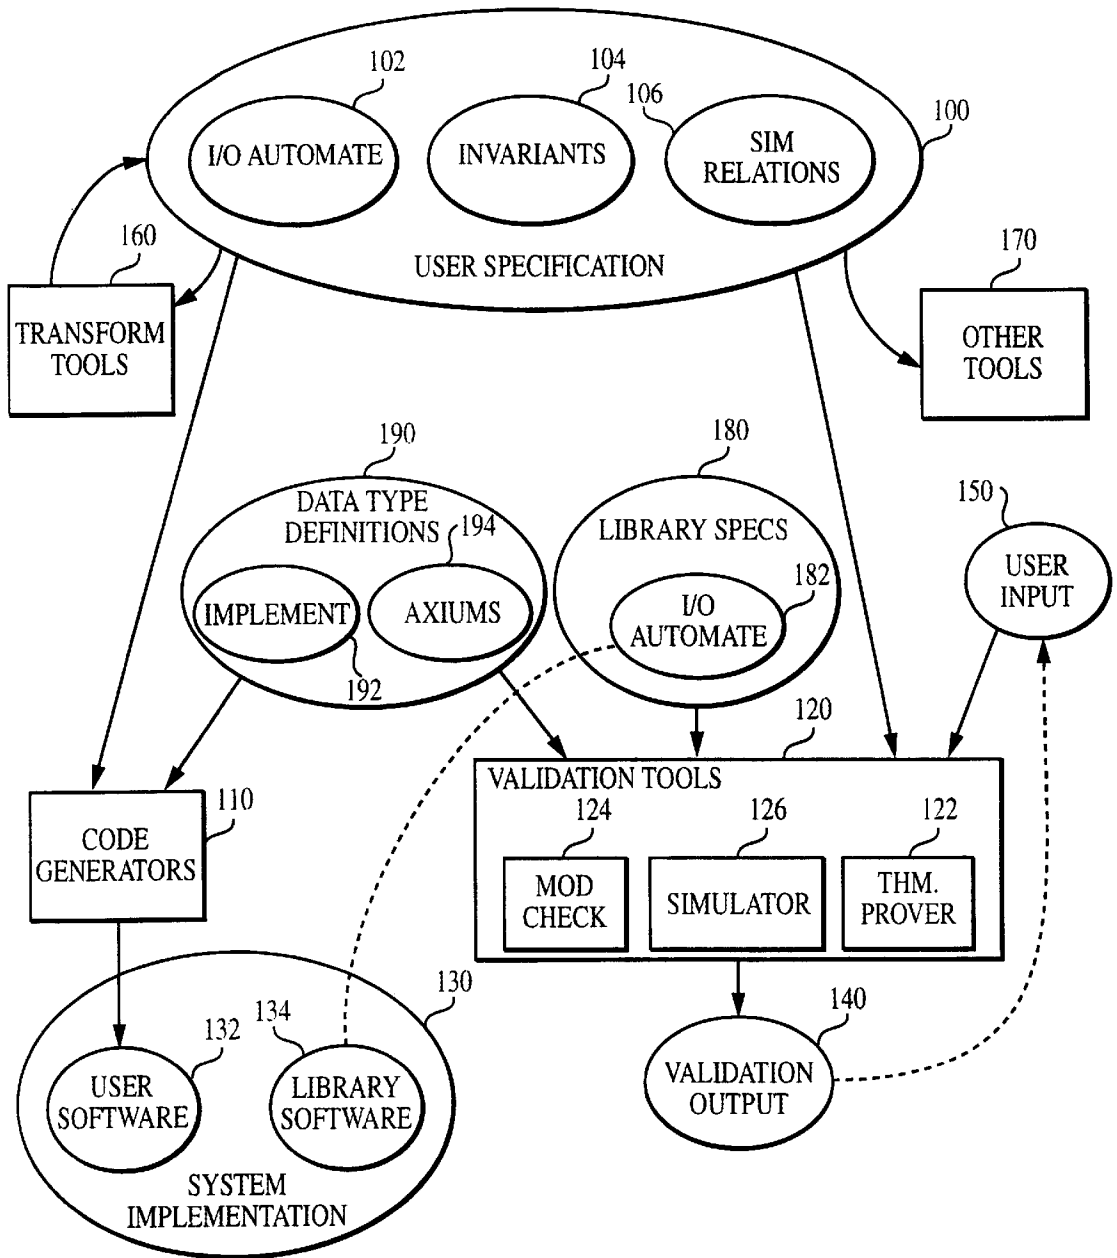 102
104
106
100
I/O AUTOMATE
INVARIANTS
SIM
RELATIONS
USER SPECIFICATION
160
TRANSFORM
TOOLS
170
OTHER
TOOLS
190
DATA TYPE
DEFINITIONS
194
IMPLEMENT
AXIUMS
192
180
LIBRARY SPECS
182
I/O
AUTOMATE
150
USER
INPUT
110
CODE
GENERATORS
120
VALIDATION TOOLS
124
126
122
MOD
CHECK
SIMULATOR
THM.
PROVER
130
132
134
USER
SOFTWARE
LIBRARY
SOFTWARE
SYSTEM
IMPLEMENTATION
140
VALIDATION
OUTPUT